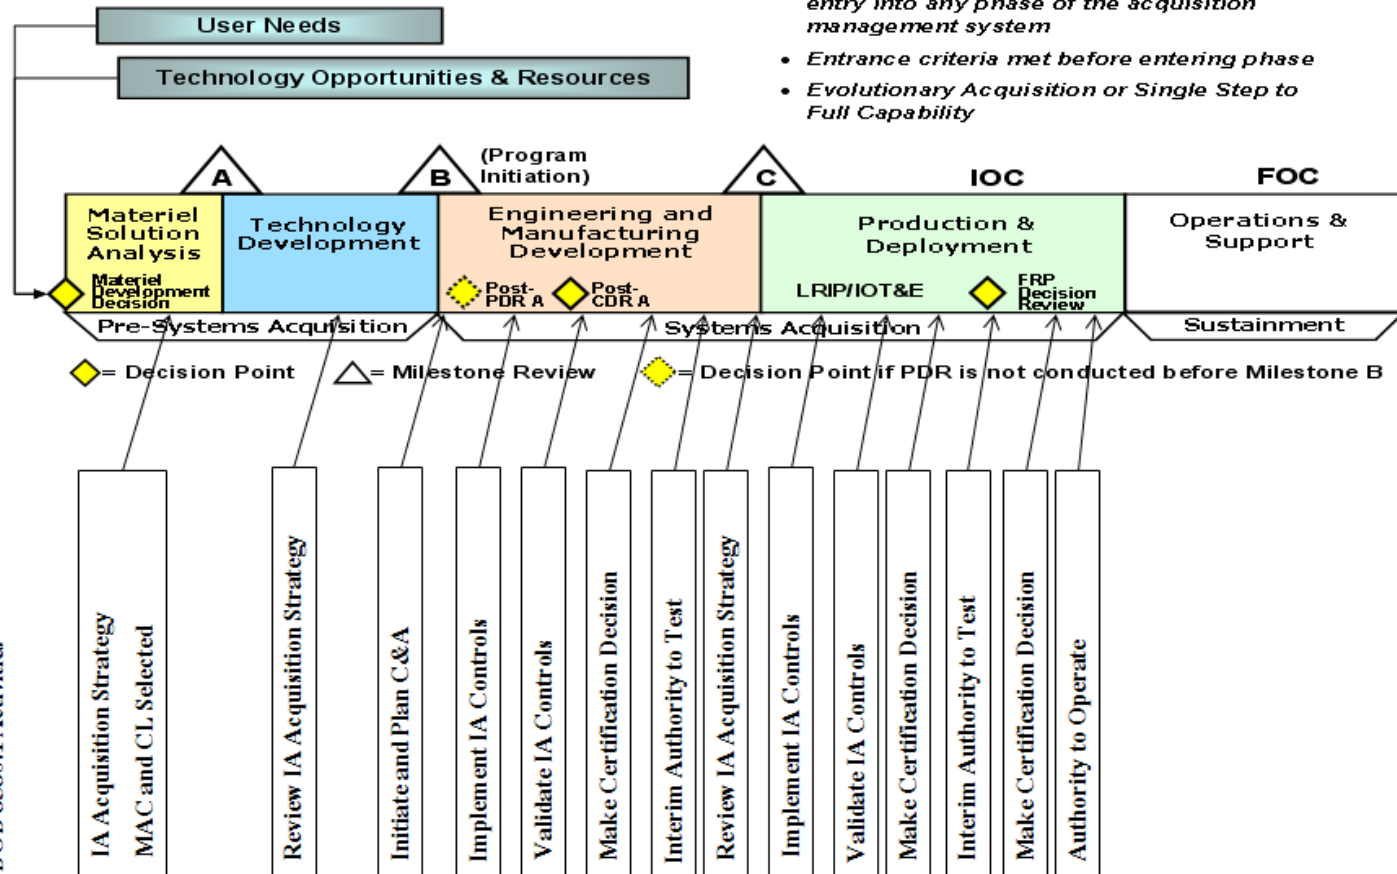 User Needs
Technology Opportunities & Resources
entry into any phase of the acquisition
management system
• Entrance criteria met before entering phase
• Evolutionary Acquisition or Single Step to
Full Capability
A
B
(Program
Initiation)
C
IOC
FOC
Materiel
Solution
Analysis
Materiel
Development
Decision
Technology
Development
Engineering and
Manufacturing
Development
Post-
PDR A
Post-
CDR A
Production &
Deployment
LRIP/IOT&E
FRP
Decision
Review
Operations &
Support
Pre-Systems Acquisition
Systems Acquisition
Sustainment
= Decision Point
= Milestone Review
= Decision Point if PDR is not conducted before Milestone B
IA Acquisition Strategy
MAC and CL Selected
Review IA Acquisition Strategy
Initiate and Plan C&A
Implement IA Controls
Validate IA Controls
Make Certification Decision
Interim Authority to Test
Review IA Acquisition Strategy
Implement IA Controls
Validate IA Controls
Make Certification Decision
Interim Authority to Test
Make Certification Decision
Authority to Operate